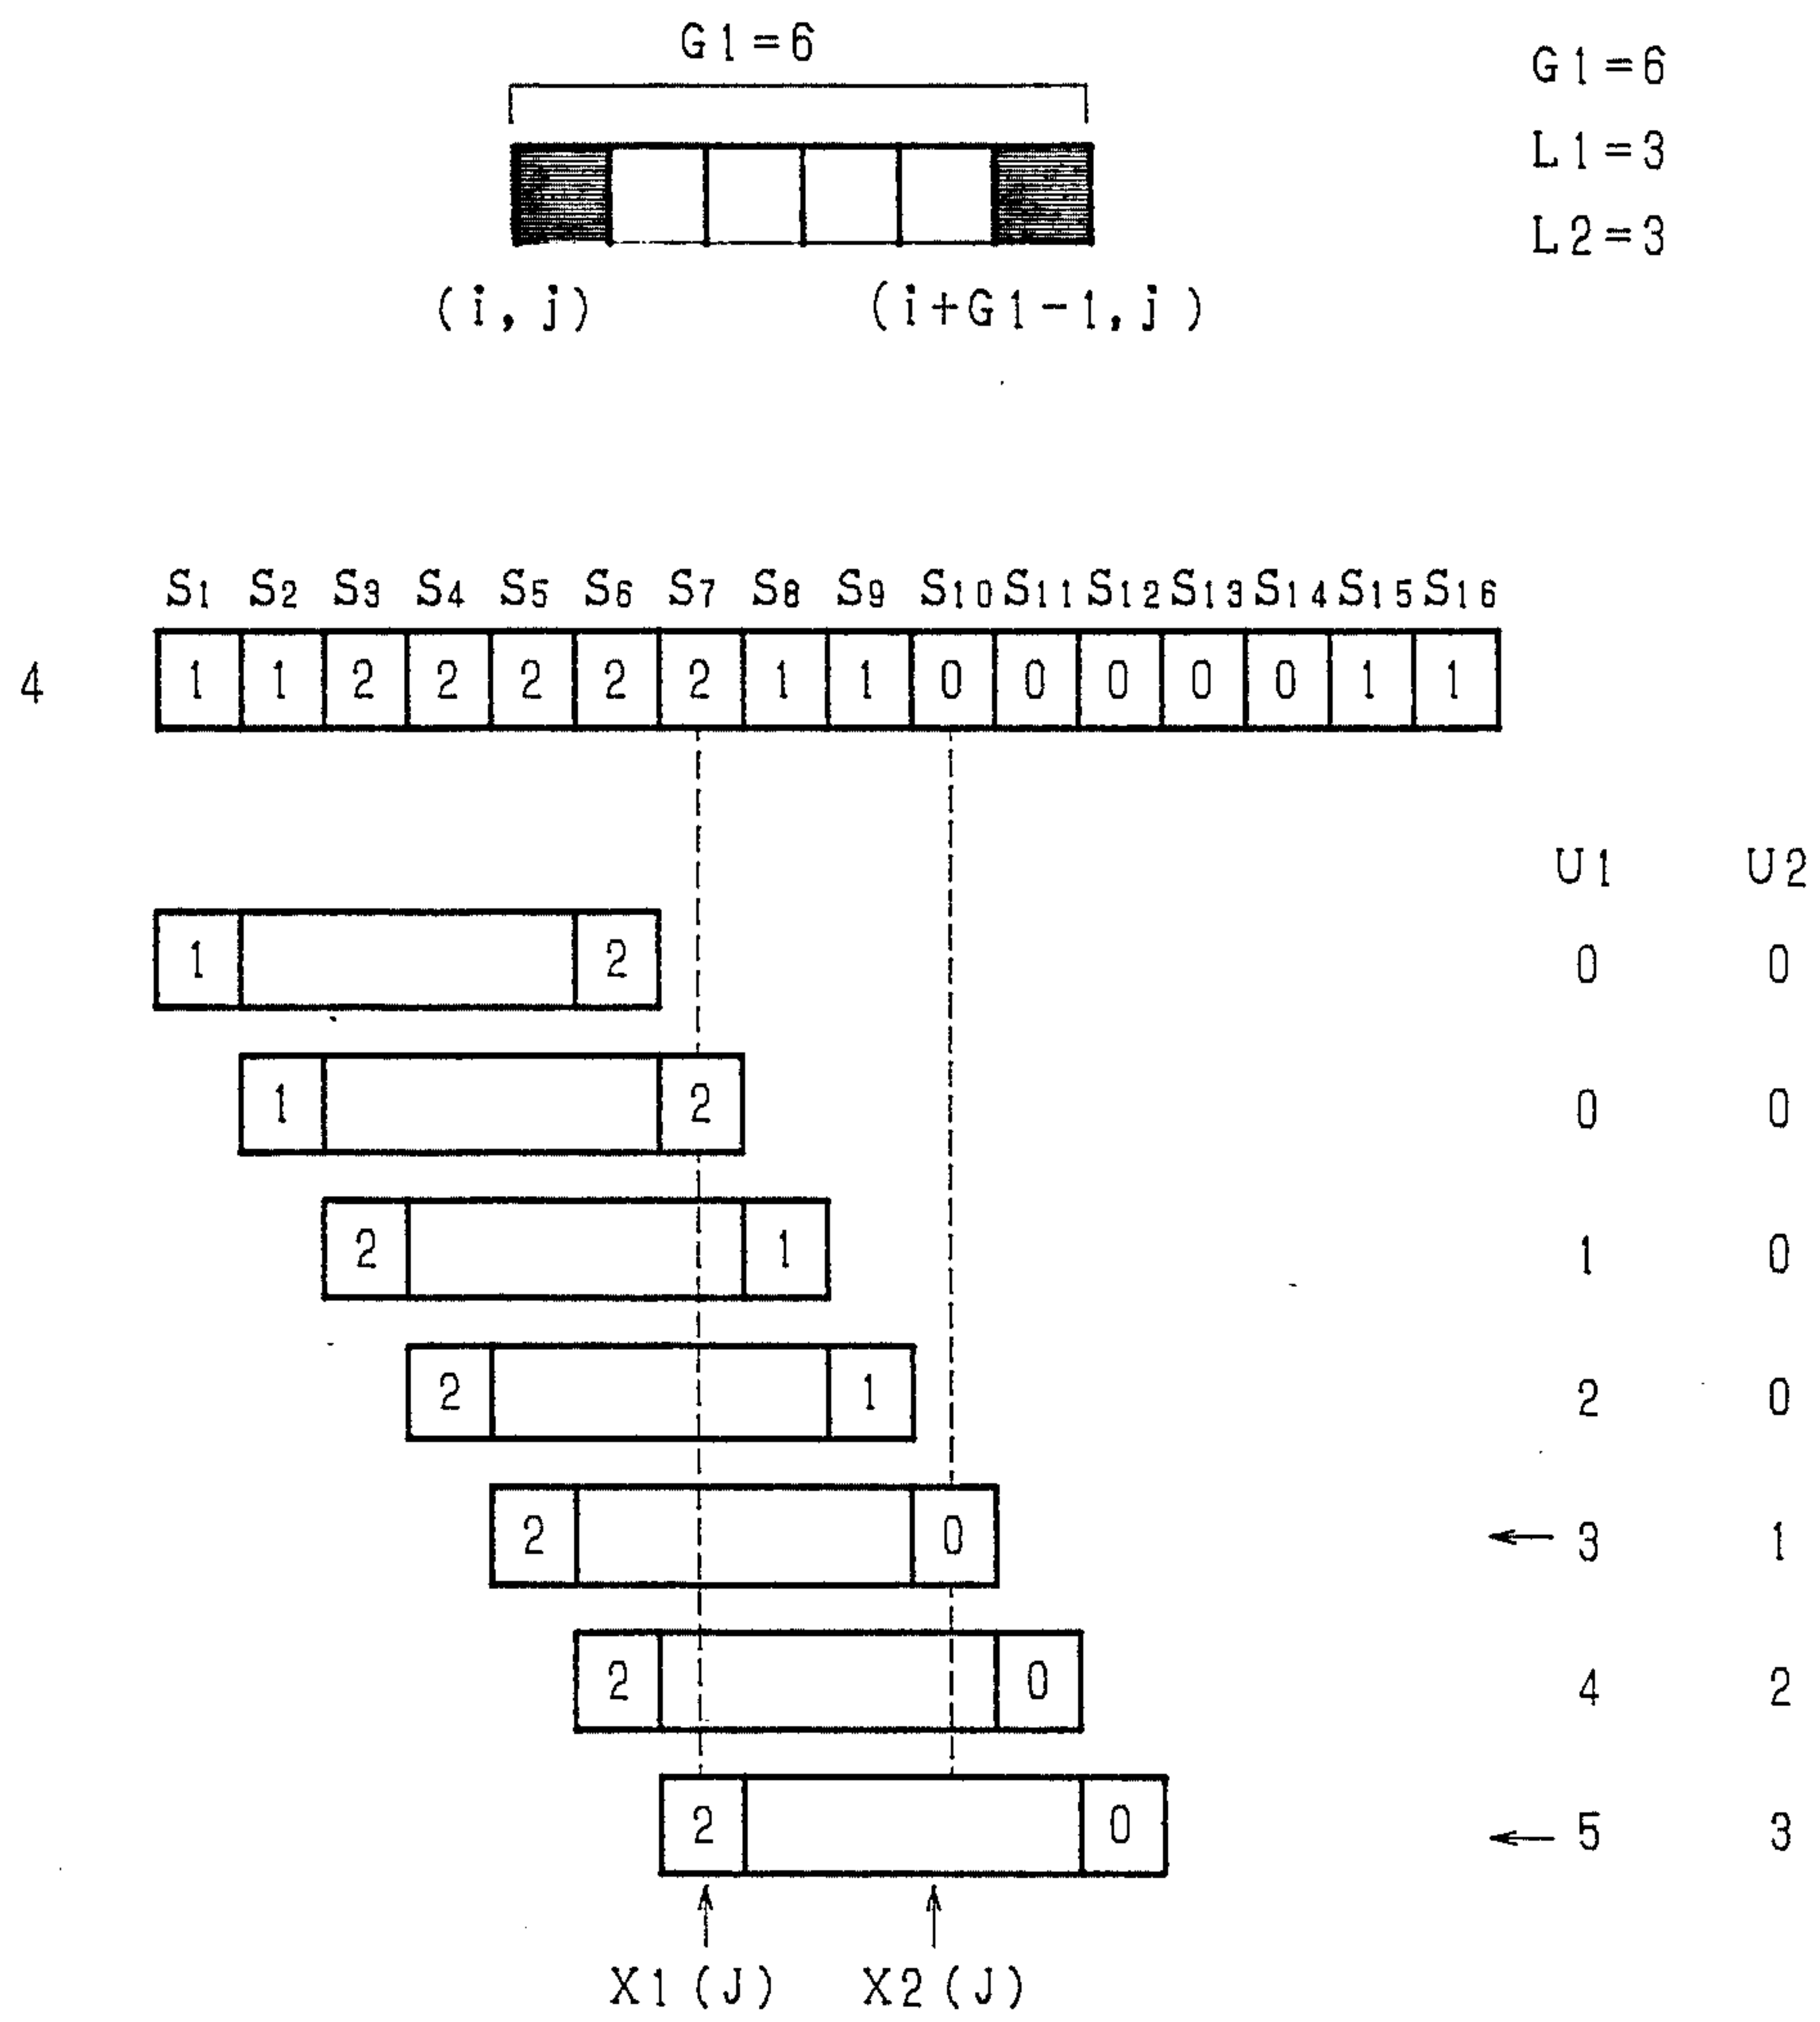 G1=6
G1=6
L1=3
L2=3
(i, j) (i+G1-1, j)
S1 S2 S3 S4 S5 S6 S7 S8 S9 S10 S11 S12 S13 S14 S15 S16
4 1 1 2 2 2 2 2 1 1 0 0 0 0 0 1 1
U1 U2
1 2 0 0
1 2 0 0
2 1 1 0
2 1 2 0
2 0 ← 3 1
2 0 4 2
2 0 ← 5 3
X1(J) X2(J)